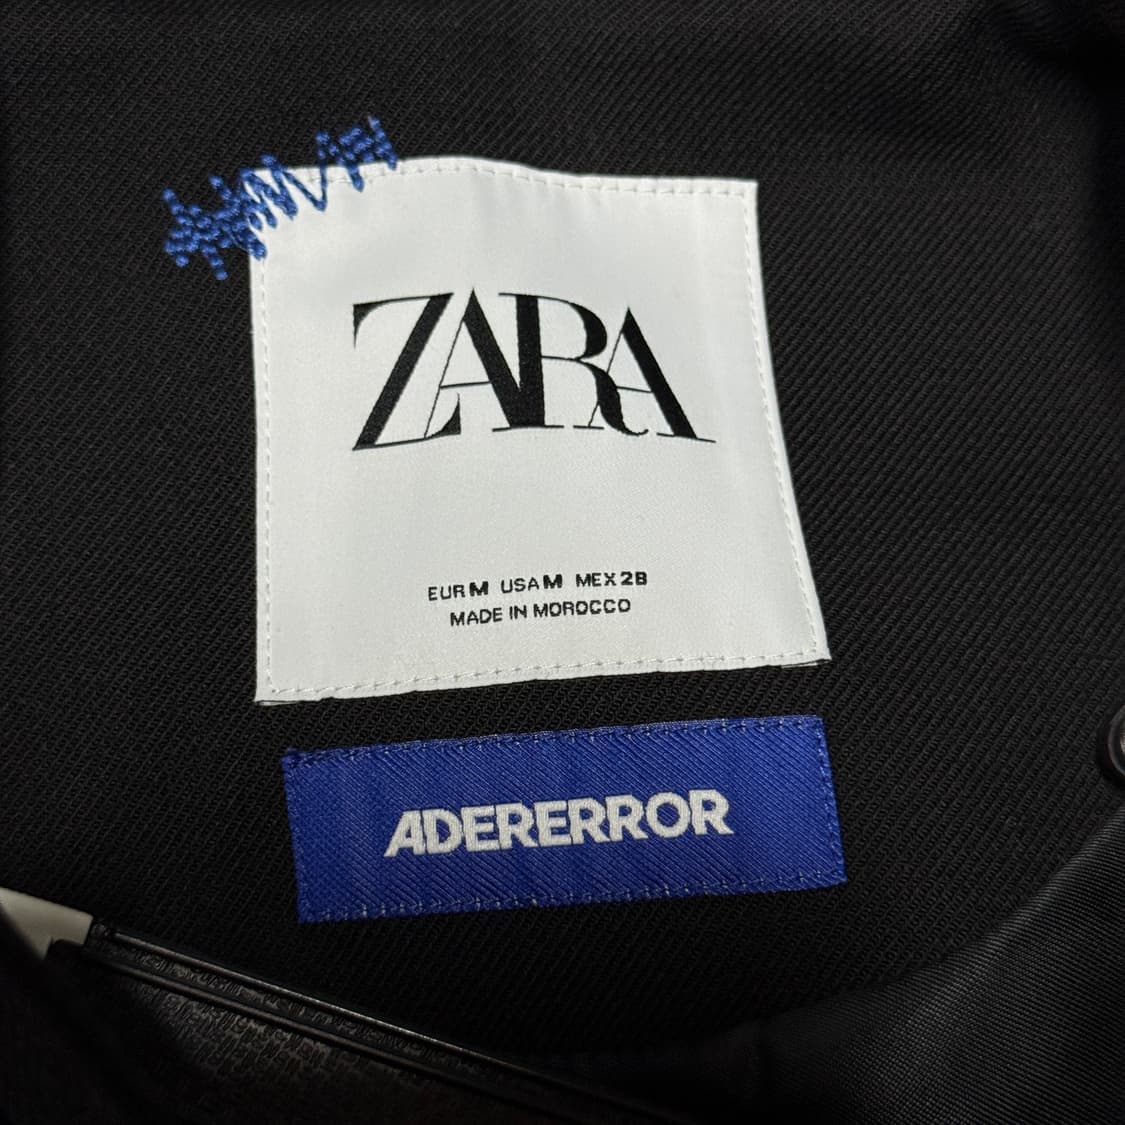 ZARA
EUR M USA M MEX 28
MADE IN MOROCCO
ADERERROR